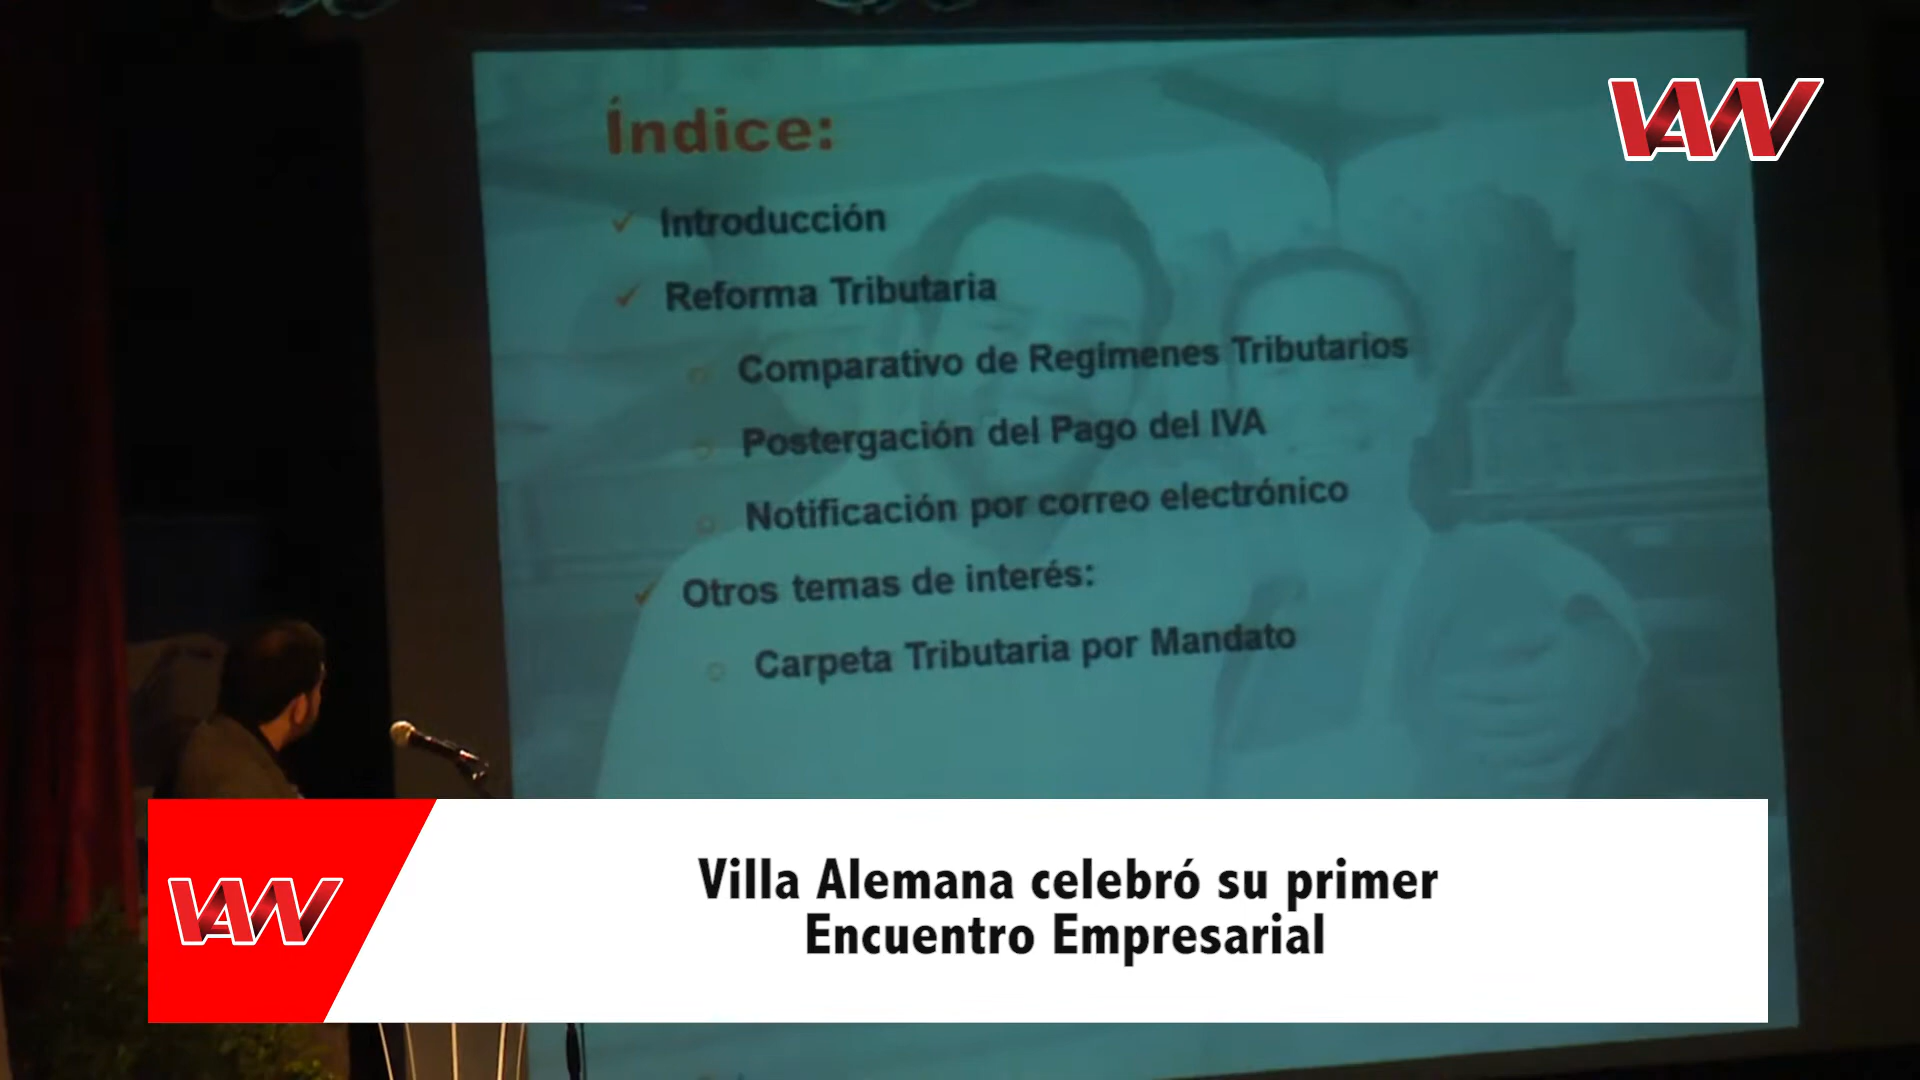 Índice:
VAW
Introducción
Reforma Tributaria
Comparativo de Regímenes Tributarios
Postergación del Pago del IVA
Notificación por correo electrónico
Otros temas de interés:
Carpeta Tributaria por Mandato
Villa Alemana celebró su primer
VAW
Encuentro Empresarial